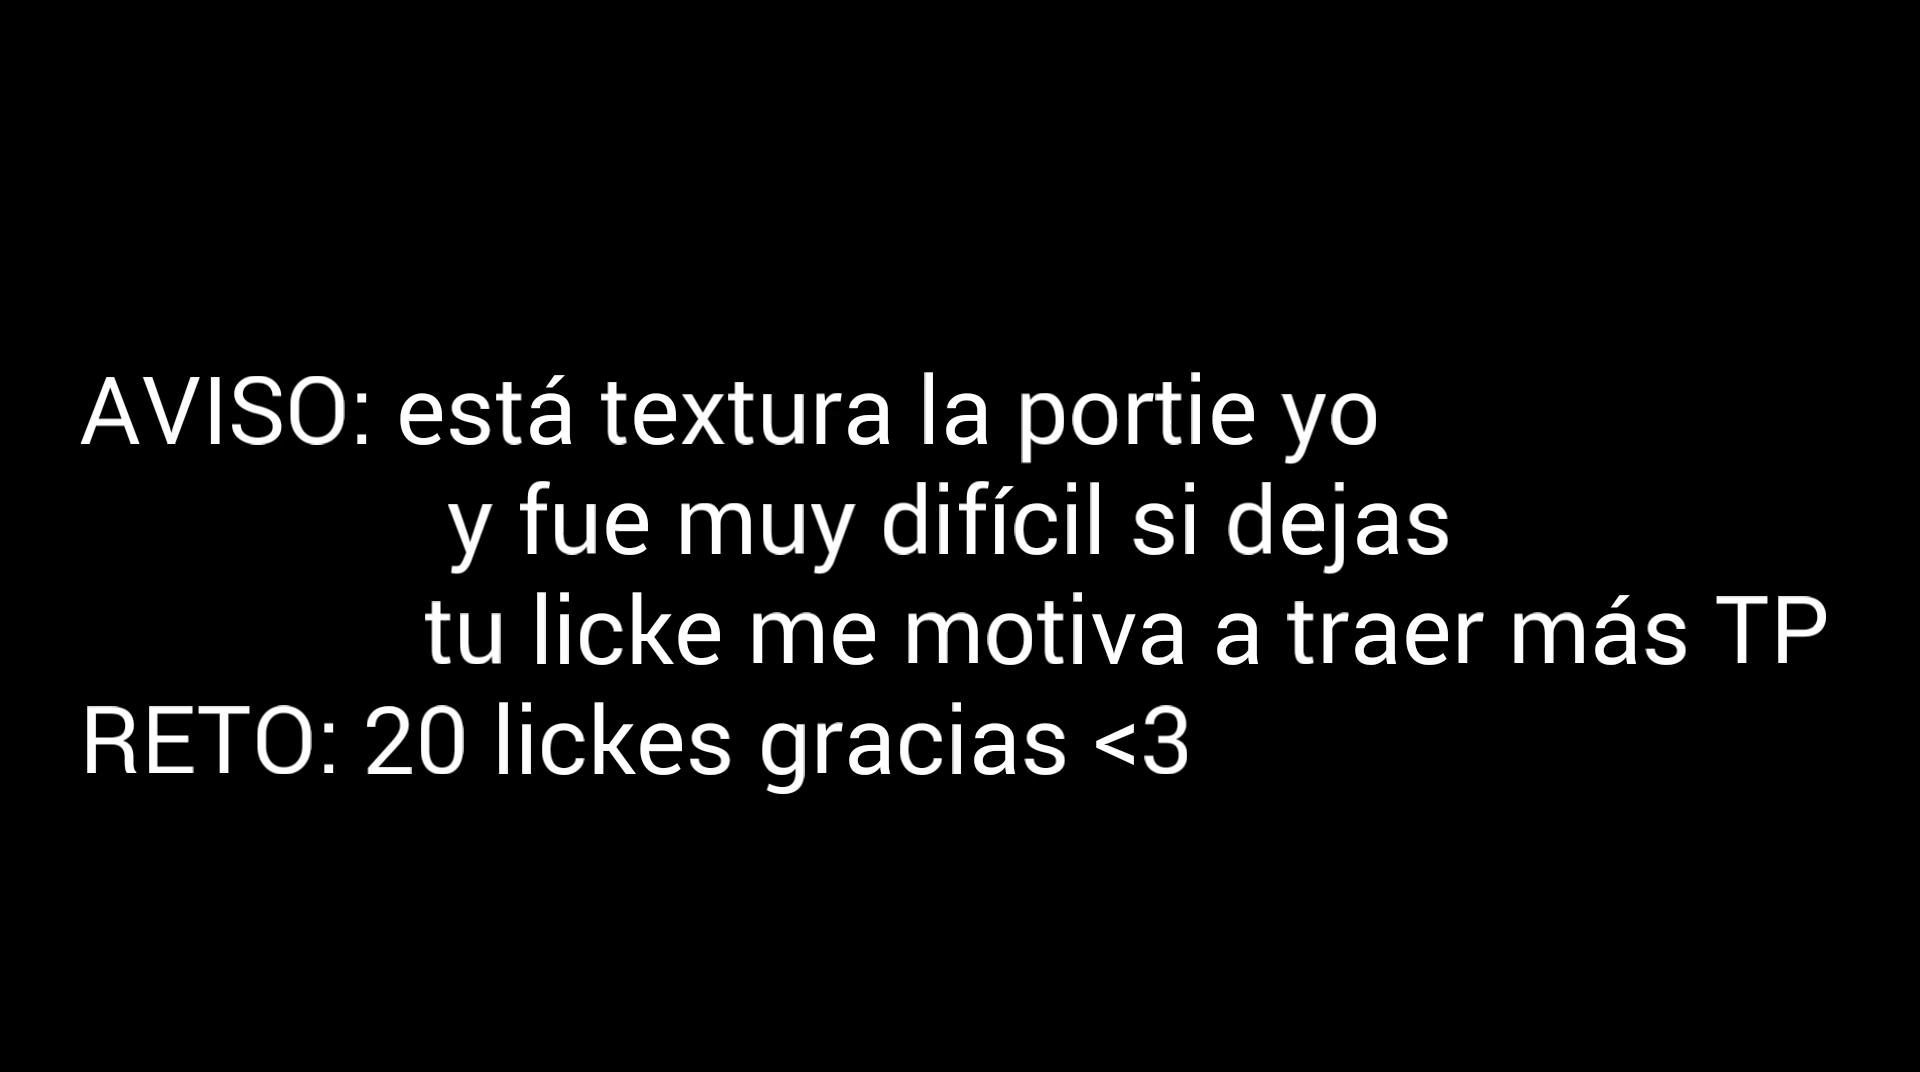 AVISO: está textura la portie yo
y fue muy difícil si dejas
tu licke me motiva a traer más TP
RETO: 20 lickes gracias <3